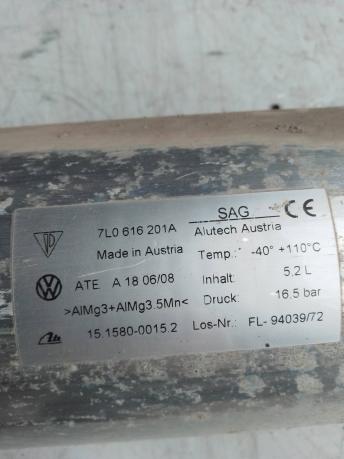 SAG CE
7L0 616 201A Alutech Austria
Made in Austria Temp.: -40° +110°C
ATE A 18 06/08 Inhalt: 5,2 L
>AlMg3+AlMg3.5Mn< Druck: 16.5 bar
15.1580-0015.2 Los-Nr.: FL- 94039/72